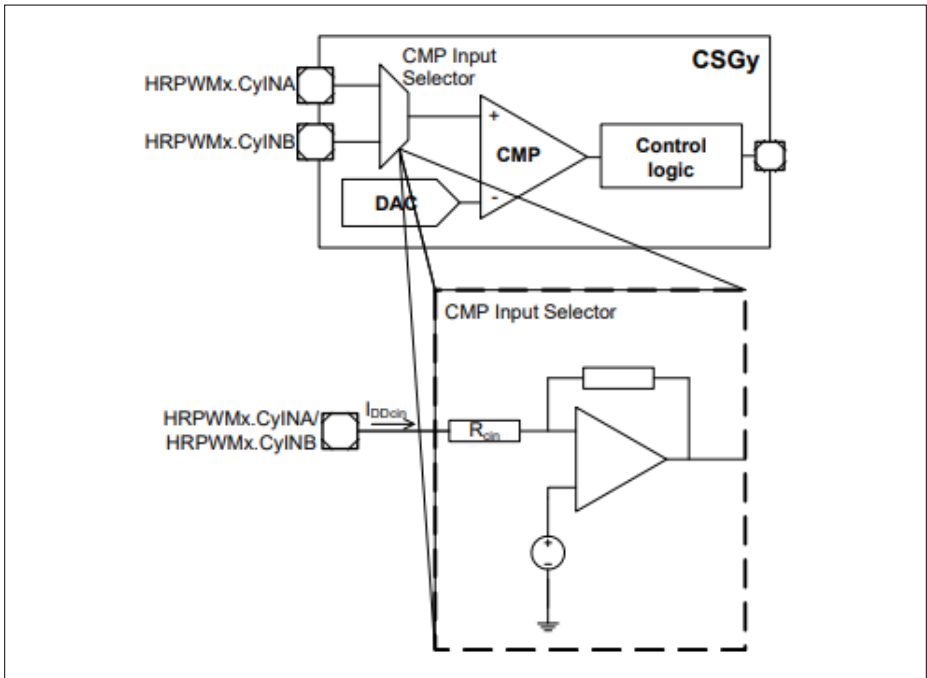 CSGy
CMP Input
Selector
HRPWMx.CyINA
HRPWMx.CyINB
+
CMP
-
Control
logic
DAC
CMP Input Selector
HRPWMx.CyINA/
HRPWMx.CyINB
IDDcin
Rcin
+
-